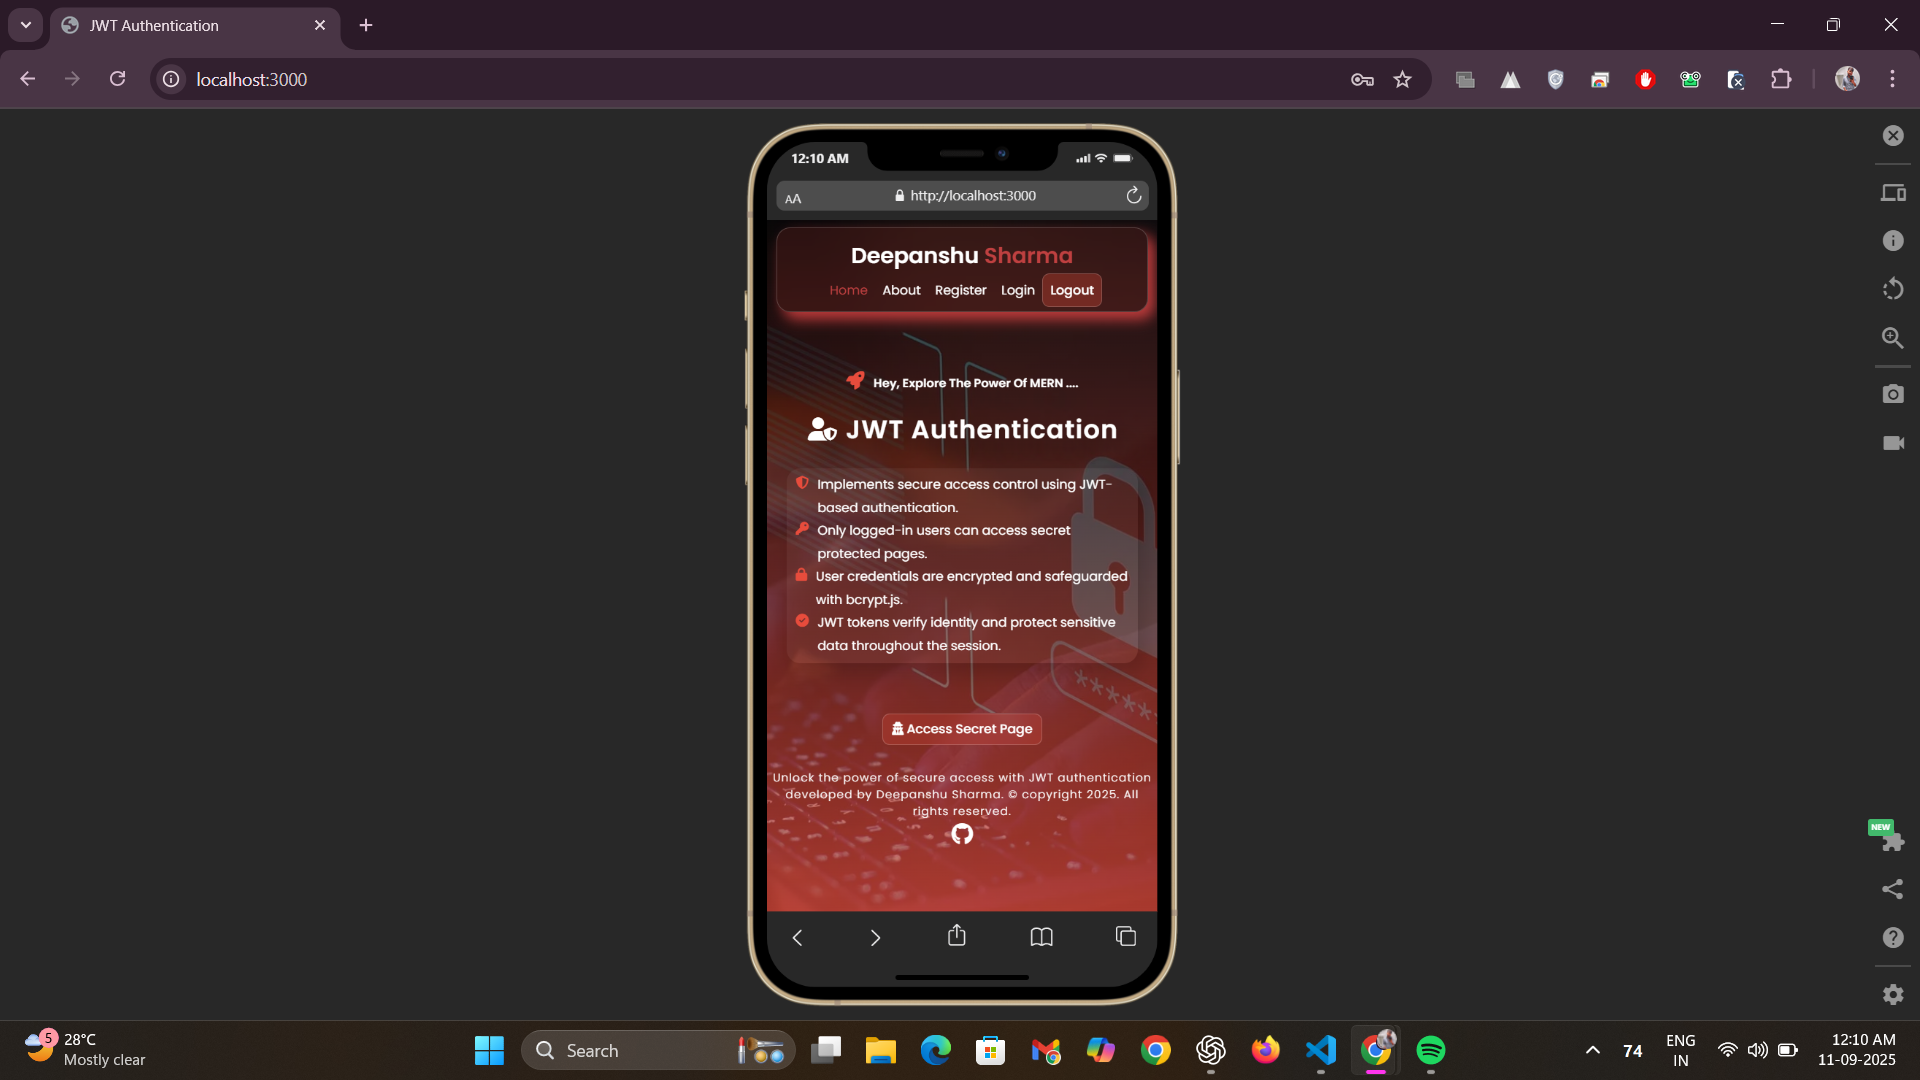 JWT Authentication
localhost:3000
12:10 AM
AA
http://localhost:3000
Deepanshu Sharma
Home About Register Login Logout
Hey, Explore The Power Of MERN ....
JWT Authentication
Implements secure access control using JWT-
based authentication.
Only logged-in users can access secret
protected pages.
User credentials are encrypted and safeguarded
with bcrypt.js.
JWT tokens verify identity and protect sensitive
data throughout the session.
*****
Access Secret Page
Unlock the power of secure access with JWT authentication
developed by Deepanshu Sharma. © copyright 2025. All
rights reserved.
NEW
5
28°C
Mostly clear
Search
74
ENG
IN
12:10 AM
11-09-2025